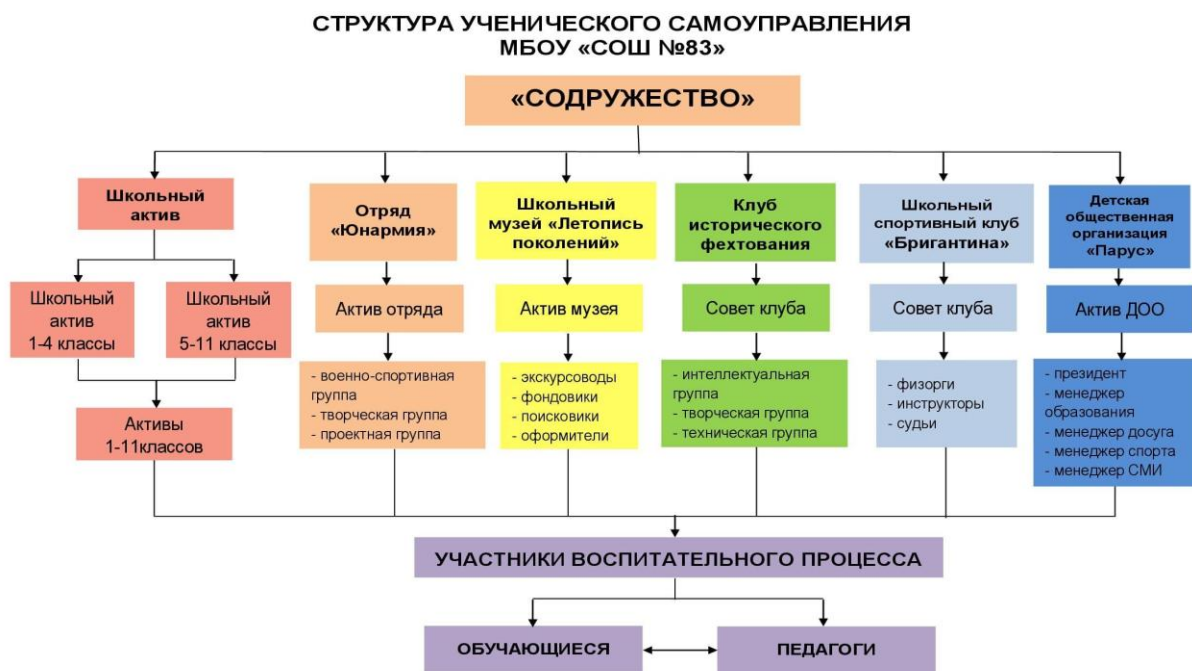 СТРУКТУРА УЧЕНИЧЕСКОГО САМОУПРАВЛЕНИЯ
МБОУ «СОШ №83»
«СОДРУЖЕСТВО»
Школьный
актив
Школьный
актив
1-4 классы
Школьный
актив
5-11 классы
Активы
1-11классов
Отряд
«Юнармия»
Актив отряда
- военно-спортивная
группа
- творческая группа
- проектная группа
Школьный
музей «Летопись
поколений»
Актив музея
- экскурсоводы
- фондовики
- поисковики
- оформители
Клуб
исторического
фехтования
Совет клуба
- интеллектуальная
группа
- творческая группа
- техническая группа
Школьный
спортивный клуб
«Бригантина»
Совет клуба
- физорги
- инструкторы
- судьи
Детская
общественная
организация
«Парус»
Актив ДОО
- президент
- менеджер
образования
- менеджер досуга
- менеджер спорта
- менеджер СМИ
УЧАСТНИКИ ВОСПИТАТЕЛЬНОГО ПРОЦЕССА
ОБУЧАЮЩИЕСЯ
ПЕДАГОГИ